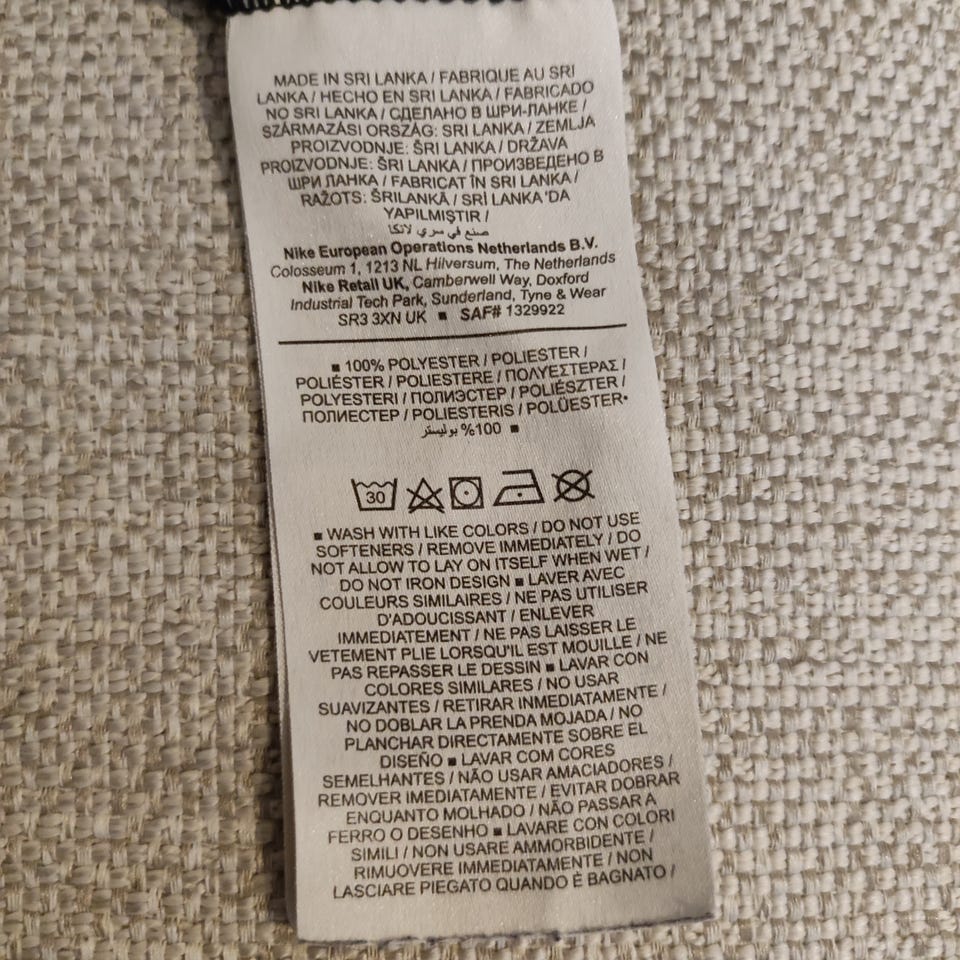 MADE IN SRI LANKA / FABRIQUE AU SRI
LANKA / HECHO EN SRI LANKA / FABRICADO
NO SRI LANKA / СДЕЛАНО В ШРИ-ЛАНКЕ /
SZÁRMAZÁSI ORSZÁG: SRI LANKA / ZEMLJA
PROIZVODNJE: ŠRI LANKA / DRŽAVA
PROIZVODNJE: ŠRI LANKA / ПРОИЗВЕДЕНО В
ШРИ ЛАНКА / FABRICAT ÎN SRI LANKA /
RAŽOTS: ŠRILANKĀ / SRİ LANKA 'DA
YAPILMIŞTIR /
صنع في سري لانكا
Nike European Operations Netherlands B.V.
Colosseum 1, 1213 NL Hilversum, The Netherlands
Nike Retail UK, Camberwell Way, Doxford
Industrial Tech Park, Sunderland, Tyne & Wear
SR3 3XN UK ■ SAF# 1329922
■ 100% POLYESTER / POLIESTER /
POLIÉSTER / POLIESTERE / ΠΟΛΥΕΣΤΕΡΑΣ /
POLYESTERI / ПОЛИЭСТЕР / POLIÉSZTER /
ПОЛИЕСТЕР / POLIESTERIS / POLÜESTER•
100% بوليستر ■
30
■ WASH WITH LIKE COLORS / DO NOT USE
SOFTENERS / REMOVE IMMEDIATELY / DO
NOT ALLOW TO LAY ON ITSELF WHEN WET /
DO NOT IRON DESIGN ■ LAVER AVEC
COULEURS SIMILAIRES / NE PAS UTILISER
D'ADOUCISSANT / ENLEVER
IMMEDIATEMENT / NE PAS LAISSER LE
VETEMENT PLIE LORSQU'IL EST MOUILLE / NE
PAS REPASSER LE DESSIN ■ LAVAR CON
COLORES SIMILARES / NO USAR
SUAVIZANTES / RETIRAR INMEDIATAMENTE /
NO DOBLAR LA PRENDA MOJADA / NO
PLANCHAR DIRECTAMENTE SOBRE EL
DISEÑO ■ LAVAR COM CORES
SEMELHANTES / NÃO USAR AMACIADORES /
REMOVER IMEDIATAMENTE / EVITAR DOBRAR
ENQUANTO MOLHADO / NÃO PASSAR A
FERRO O DESENHO ■ LAVARE CON COLORI
SIMILI / NON USARE AMMORBIDENTE /
RIMUOVERE IMMEDIATAMENTE / NON
LASCIARE PIEGATO QUANDO È BAGNATO /